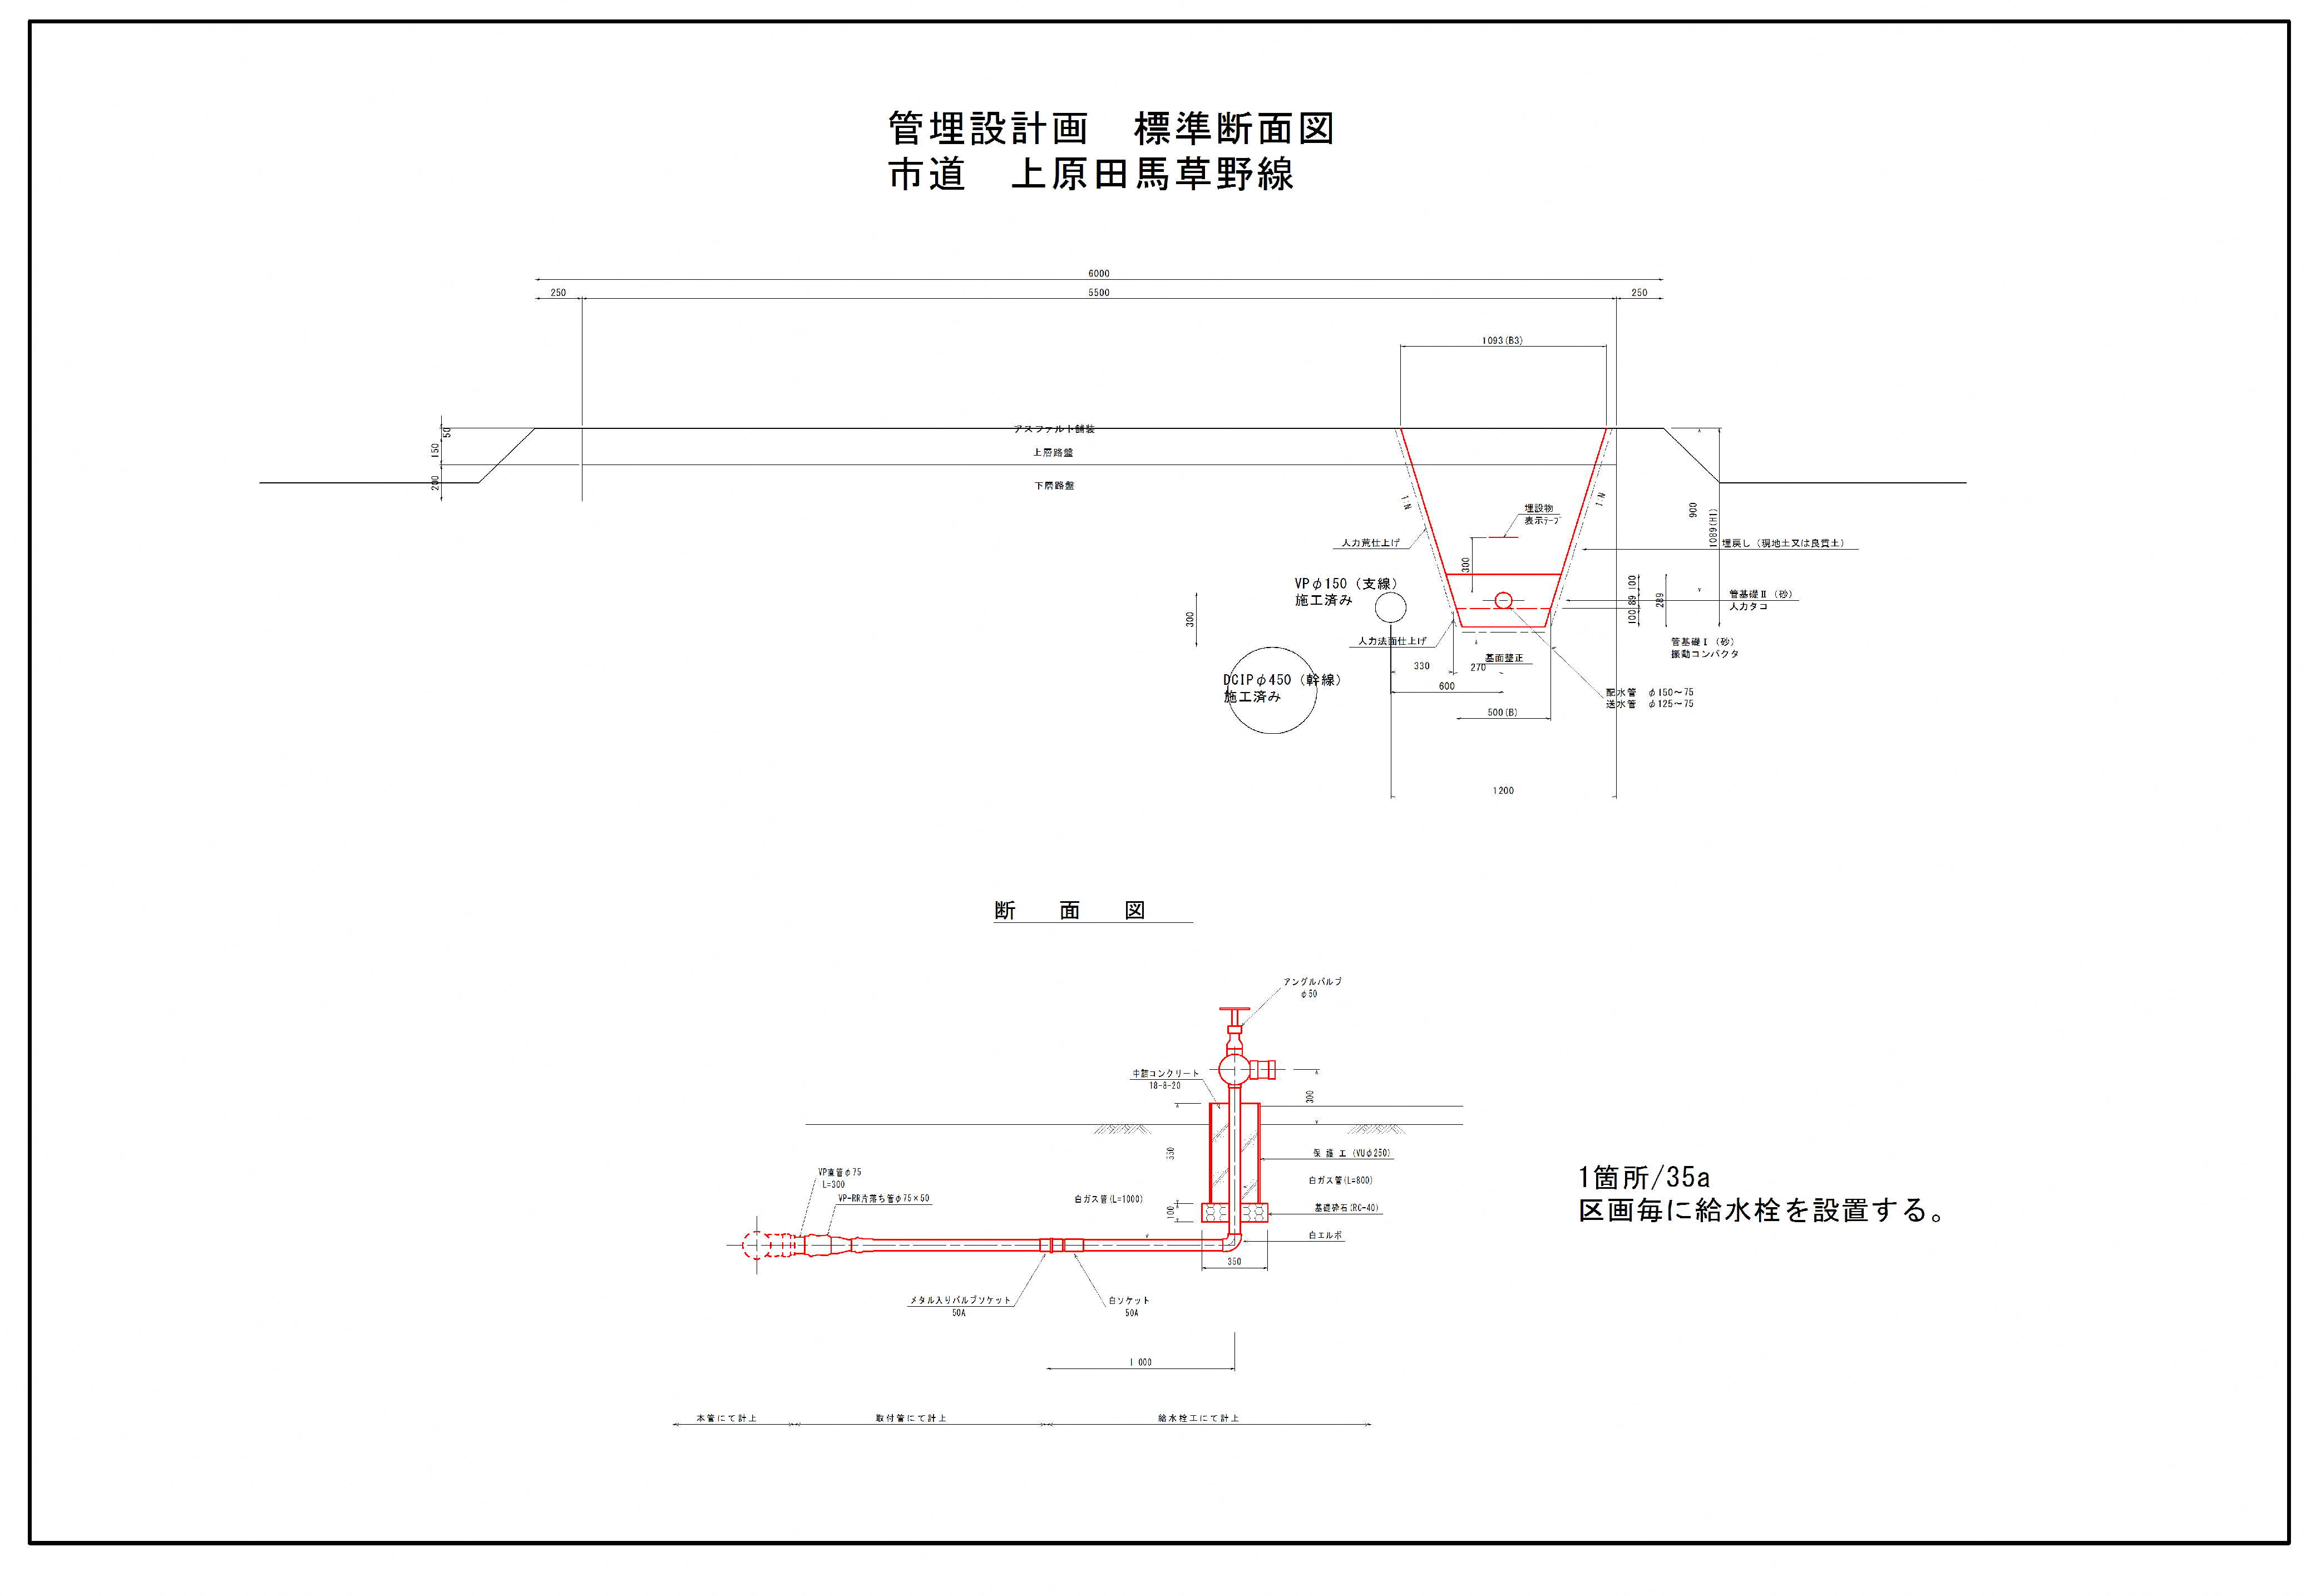 管埋設計画　標準断面図
市道　上原田馬草野線
6000
250
5500
250
1093(B3)
50
150
200
アスファルト舗装
上層路盤
下層路盤
1:N
1:N
埋設物
表示テープ
人力荒仕上げ
300
900
1089(H1)
埋戻し（現地土又は良質土）
VPφ150（支線）
施工済み
100
89
100
289
管基礎Ⅱ（砂）
人力タコ
300
人力法面仕上げ
管基礎Ⅰ（砂）
振動コンパクタ
基面整正
330
270
DCIPφ450（幹線）
施工済み
600
配水管　φ150～75
送水管　φ125～75
500(B)
1200
断　面　図
アングルバルブ
φ50
中詰コンクリート
18-8-20
300
550
保 護 工 (VUφ250)
VP直管φ75
L=300
白ガス管(L=800)
VP-RR片落ち管φ75×50
白ガス管(L=1000)
100
基礎砕石(RC-40)
白エルボ
350
メタル入りバルブソケット
50A
白ソケット
50A
1 000
本管にて計上
取付管にて計上
給水栓工にて計上
1箇所/35a
区画毎に給水栓を設置する。